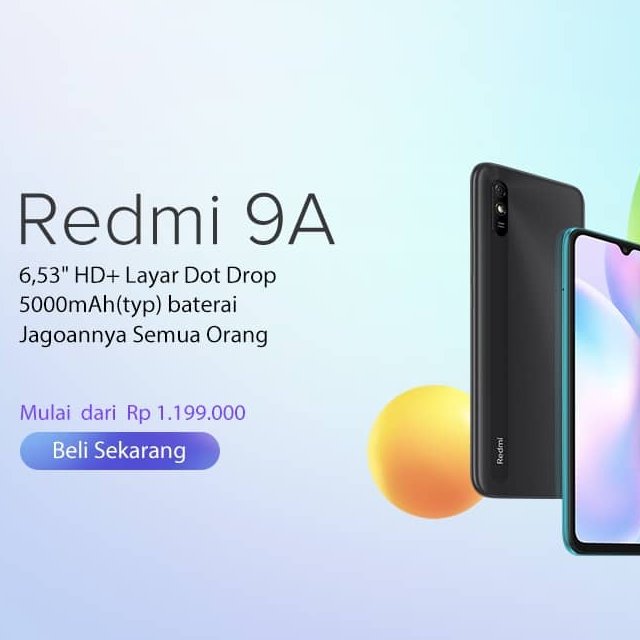 Redmi 9A
6,53" HD+ Layar Dot Drop
5000mAh(typ) baterai
Jagoannya Semua Orang
Mulai dari Rp 1.199.000
Beli Sekarang
Redmi